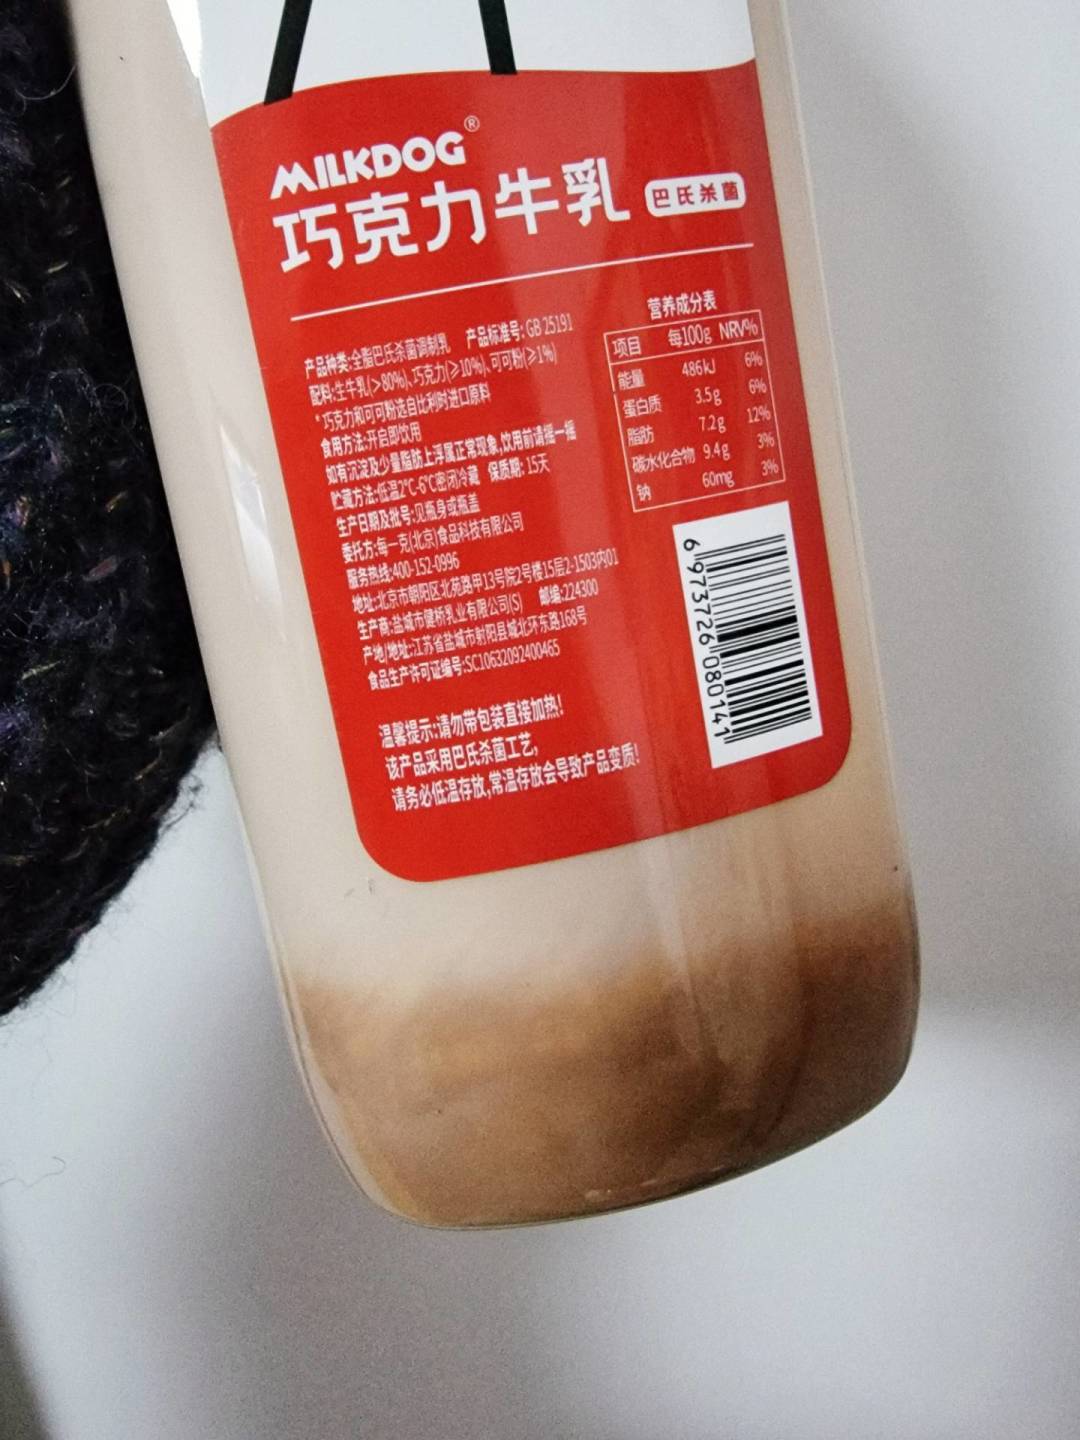 MILKDOG®
巧克力牛乳 巴氏杀菌
产品种类:全脂巴氏杀菌调制乳 产品标准号: GB 25191
配料:生牛乳(>80%)、巧克力(≥10%)、可可粉(≥1%)
*巧克力和可可粉选自比利时进口原料
食用方法:开启即饮用
如有沉淀及少量脂肪上浮属正常现象,饮用前请摇一摇
贮藏方法:低温2℃-6℃密闭冷藏 保质期: 15天
生产日期及批号:见瓶身或瓶盖
委托方:每一克(北京)食品科技有限公司
服务热线:400-152-0996
地址:北京市朝阳区北苑路甲13号院2号楼15层2-1503内01
生产商:盐城市健桥乳业有限公司(S) 邮编:224300
产地/地址:江苏省盐城市射阳县城北环东路168号
食品生产许可证编号:SC10632092400465
温馨提示:请勿带包装直接加热!
该产品采用巴氏杀菌工艺,
请务必低温存放,常温存放会导致产品变质!
营养成分表
项目 每100g NRV%
能量 486kJ 6%
蛋白质 3.5g 6%
脂肪 7.2g 12%
碳水化合物 9.4g 3%
钠 60mg 3%
6 973726 080141